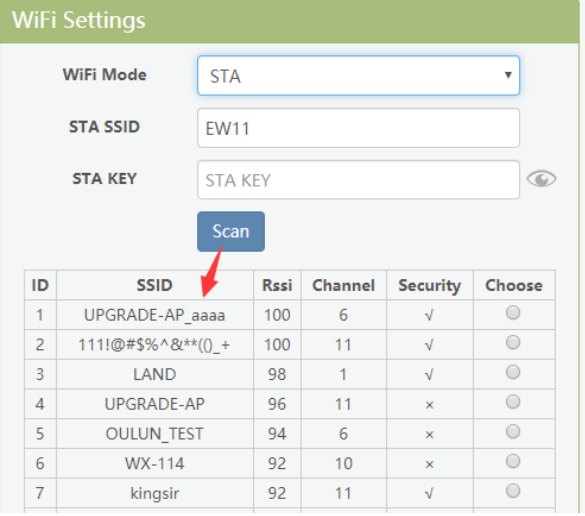 WiFi Settings
WiFi Mode STA
STA SSID EW11
STA KEY STA KEY
Scan
ID SSID Rssi Channel Security Choose
1 UPGRADE-AP_aaaa 100 6 √
2 111!@#$%^&**(()_+ 100 11 √
3 LAND 98 1 √
4 UPGRADE-AP 96 11 ×
5 OULUN_TEST 94 6 ×
6 WX-114 92 10 ×
7 kingsir 92 11 √